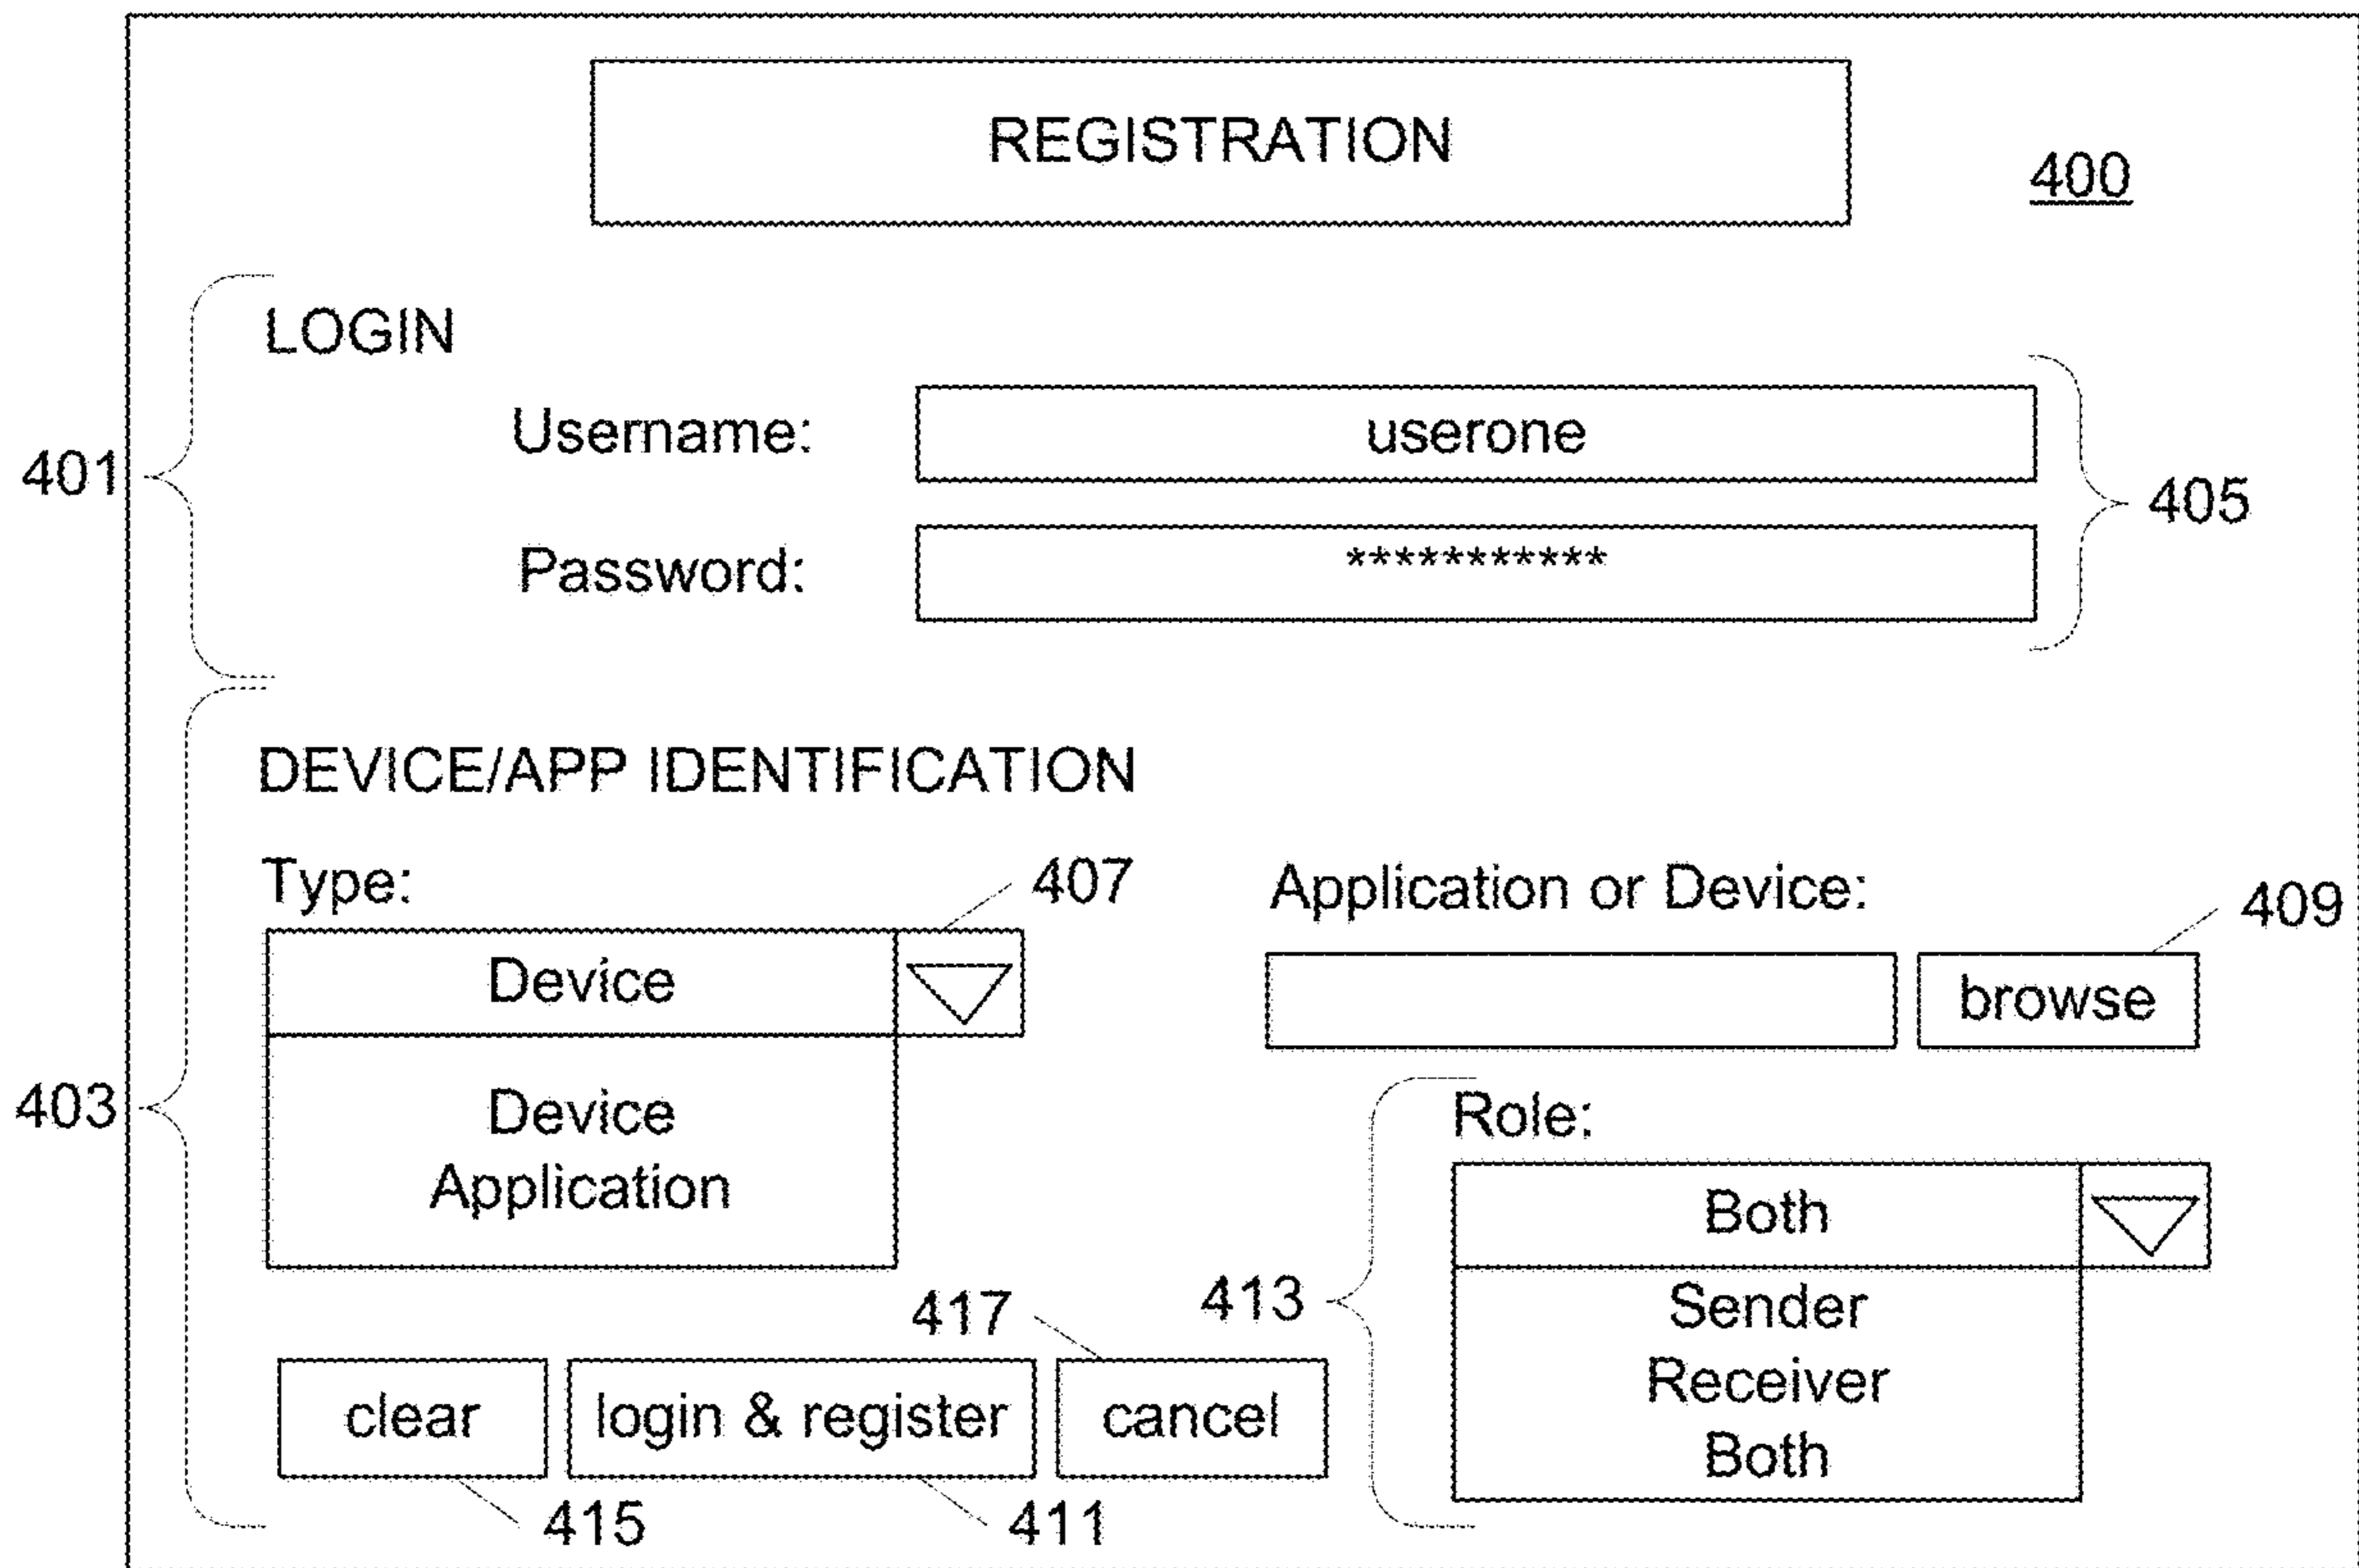 REGISTRATION
400
LOGIN
Username:
userone
401
405
Password:
***********
DEVICE/APP IDENTIFICATION
Type:
407
Application or Device:
409
Device
browse
403
Device
Application
Role:
Both
413
Sender
Receiver
Both
417
clear
login & register
cancel
415
411